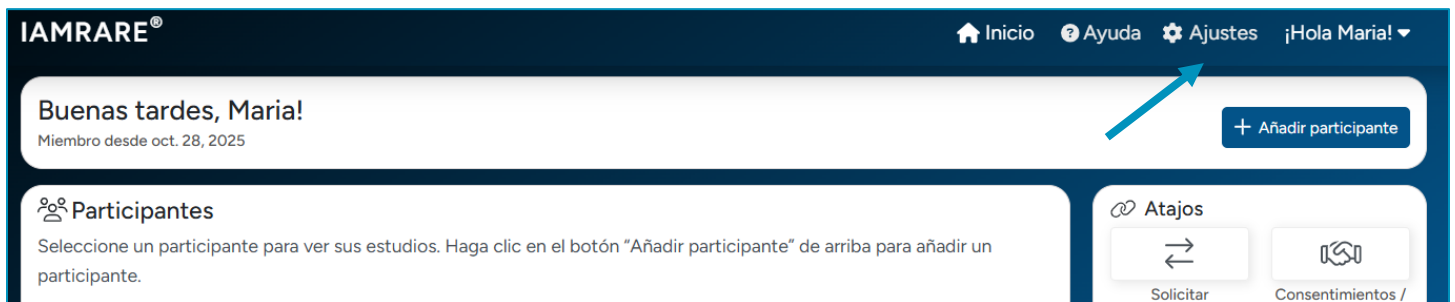 IAMRARE®
Inicio Ayuda Ajustes ¡Hola Maria!
Buenas tardes, Maria!
Miembro desde oct. 28, 2025
+ Añadir participante
Participantes
Seleccione un participante para ver sus estudios. Haga clic en el botón “Añadir participante” de arriba para añadir un
participante.
Atajos
Solicitar
Consentimientos /